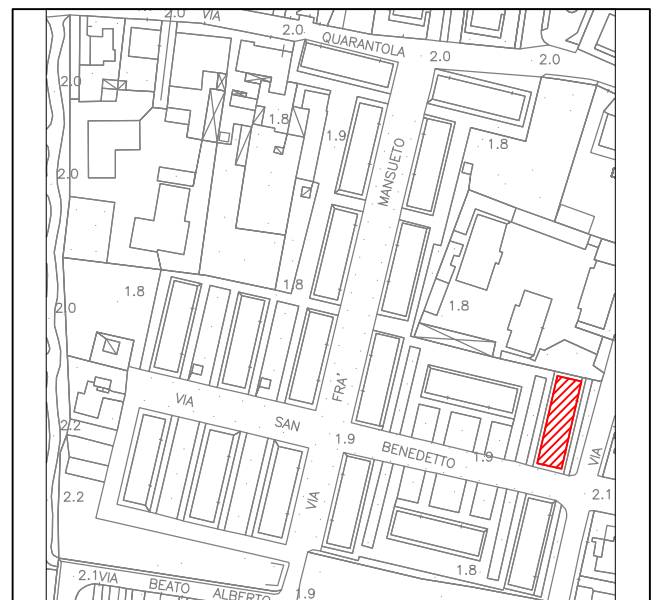 2.0 VIA
2.0
QUARANTOLA
2.0
2.0
2.0
1.8
1.9
1.8
MANSUETO
2.0
1.8
1.8
2.0
1.8
FRA'
VIA
SAN
BENEDETTO
1.9
1.9
2.2
VIA
2.2
VIA
2.1
1.8
2.1 VIA
BEATO
ALBERTO
1.9